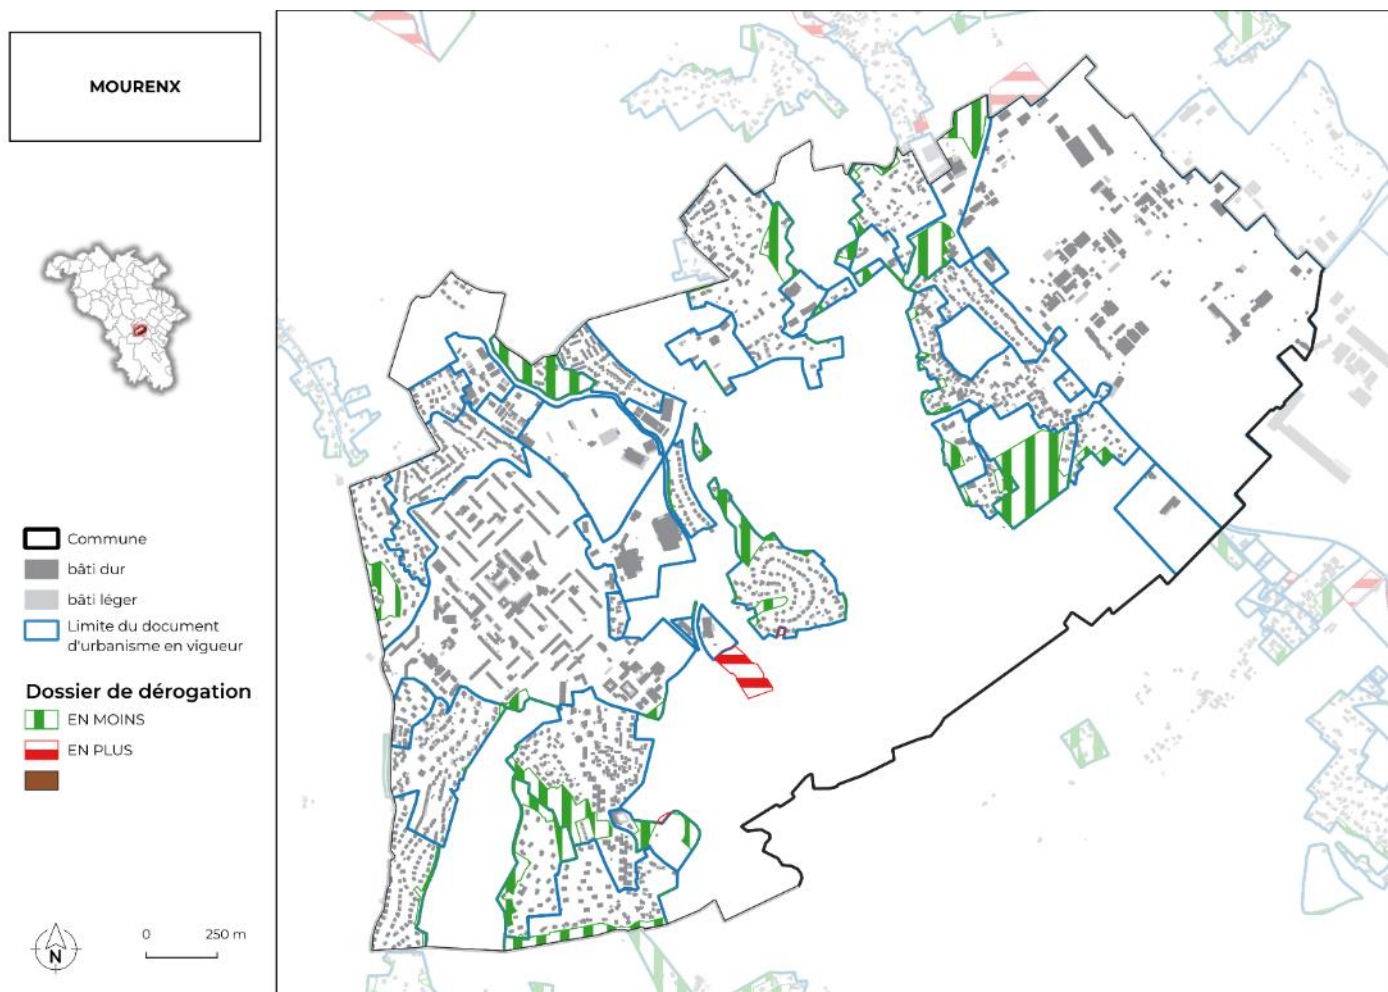 MOURENX
Commune
bâti dur
bâti léger
Limite du document
d'urbanisme en vigueur
Dossier de dérogation
EN MOINS
EN PLUS
N
0 250 m